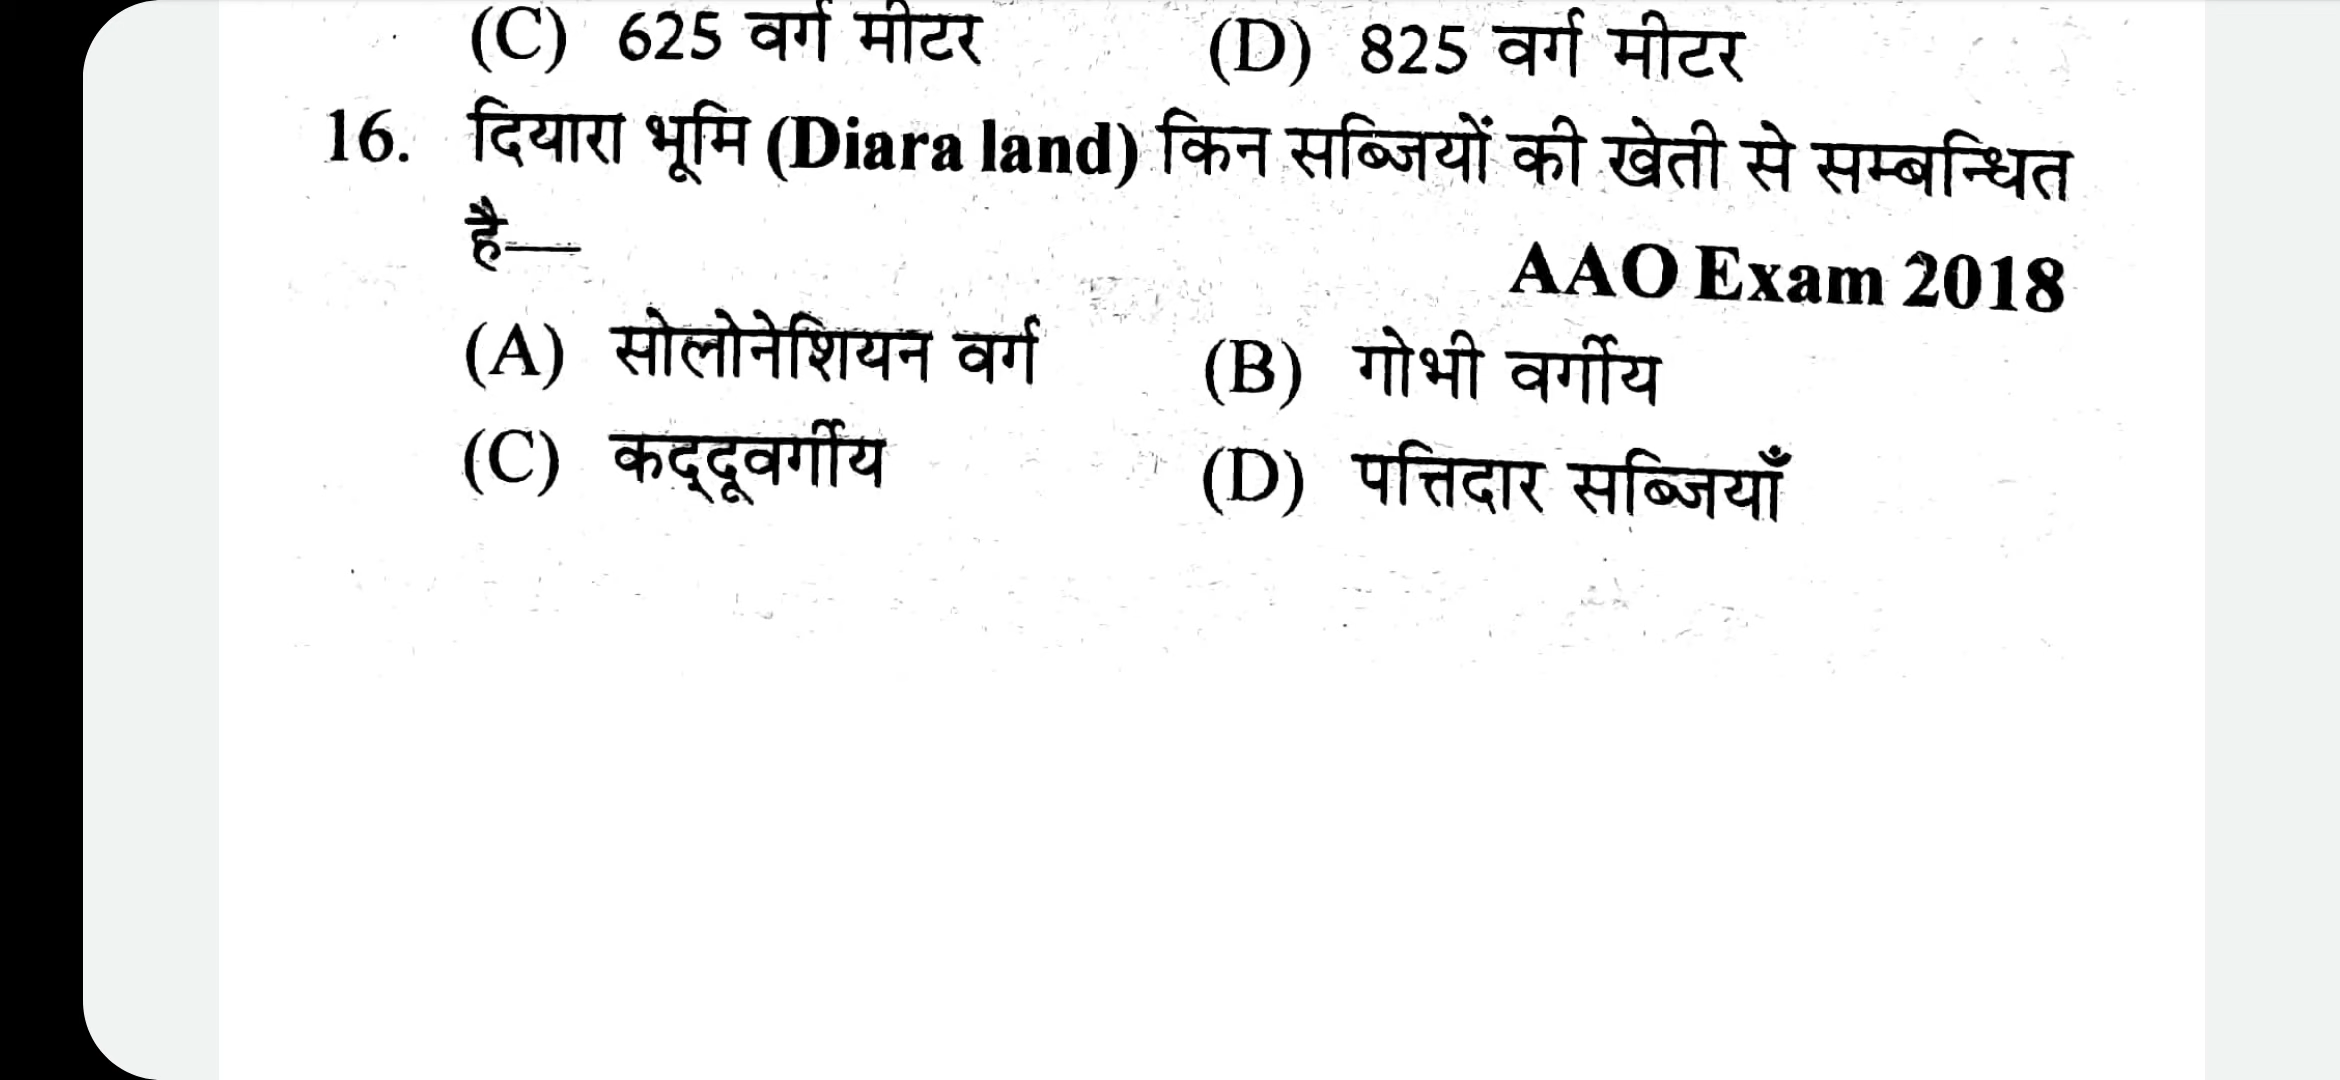 (C) 625 वर्ग मीटर (D) 825 वर्ग मीटर
16. दियारा भूमि (Diara land) किन सब्जियों की खेती से सम्बन्धित
है—
AAO Exam 2018
(A) सोलोनेशियन वर्ग (B) गोभी वर्गीय
(C) कद्दूवर्गीय (D) पत्तिदार सब्जियाँ